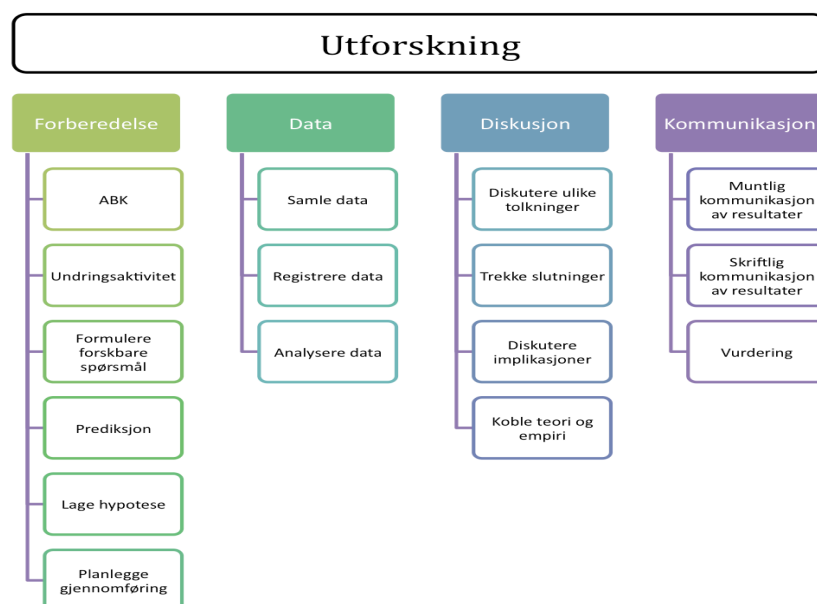 Utforskning
Forberedelse
ABK
Undringsaktivitet
Formulere
forskbare
spørsmål
Prediksjon
Lage hypotese
Planlegge
gjennomføring
Data
Samle data
Registrere data
Analysere data
Diskusjon
Diskutere ulike
tolkninger
Trekke slutninger
Diskutere
implikasjoner
Koble teori og
empiri
Kommunikasjon
Muntlig
kommunikasjon
av resultater
Skriftlig
kommunikasjon
av resultater
Vurdering